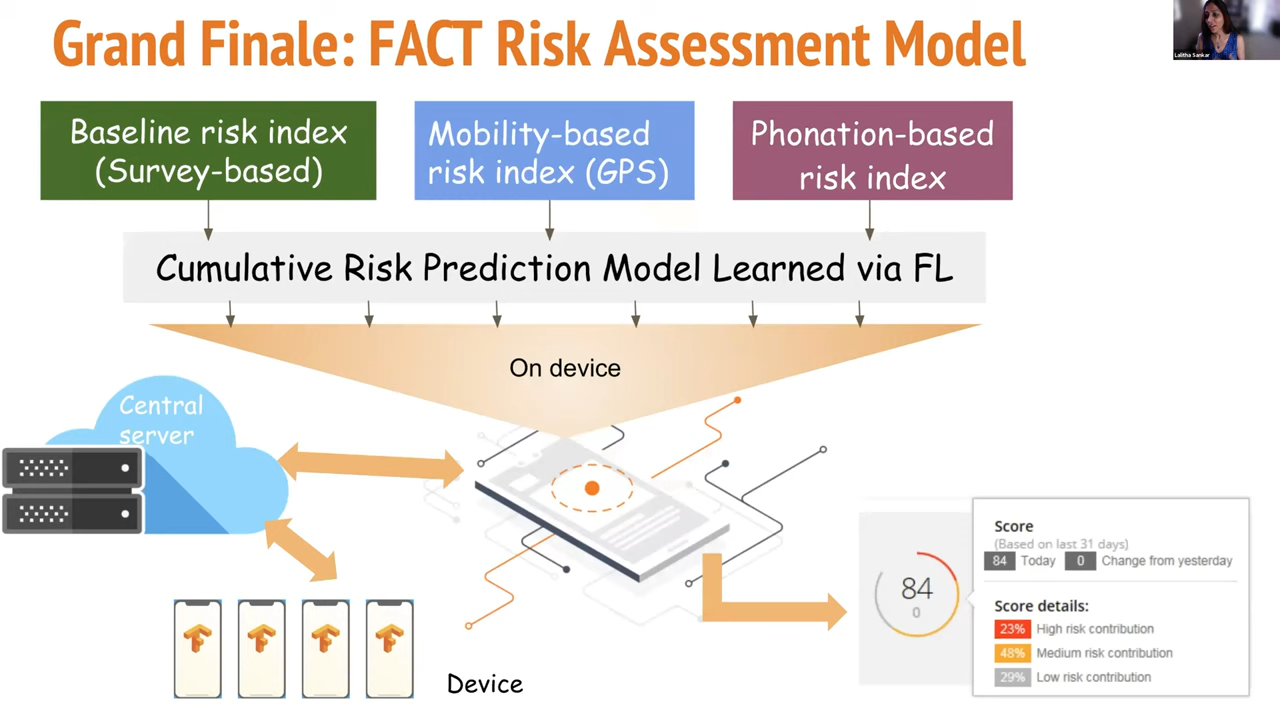 Grand Finale: FACT Risk Assessment Model
Lalitha Sankar
Baseline risk index
(Survey-based)
Mobility-based
risk index (GPS)
Phonation-based
risk index
Cumulative Risk Prediction Model Learned via FL
On device
Central
server
Device
84
0
Score
(Based on last 31 days)
84 Today 0 Change from yesterday
Score details:
23% High risk contribution
48% Medium risk contribution
29% Low risk contribution